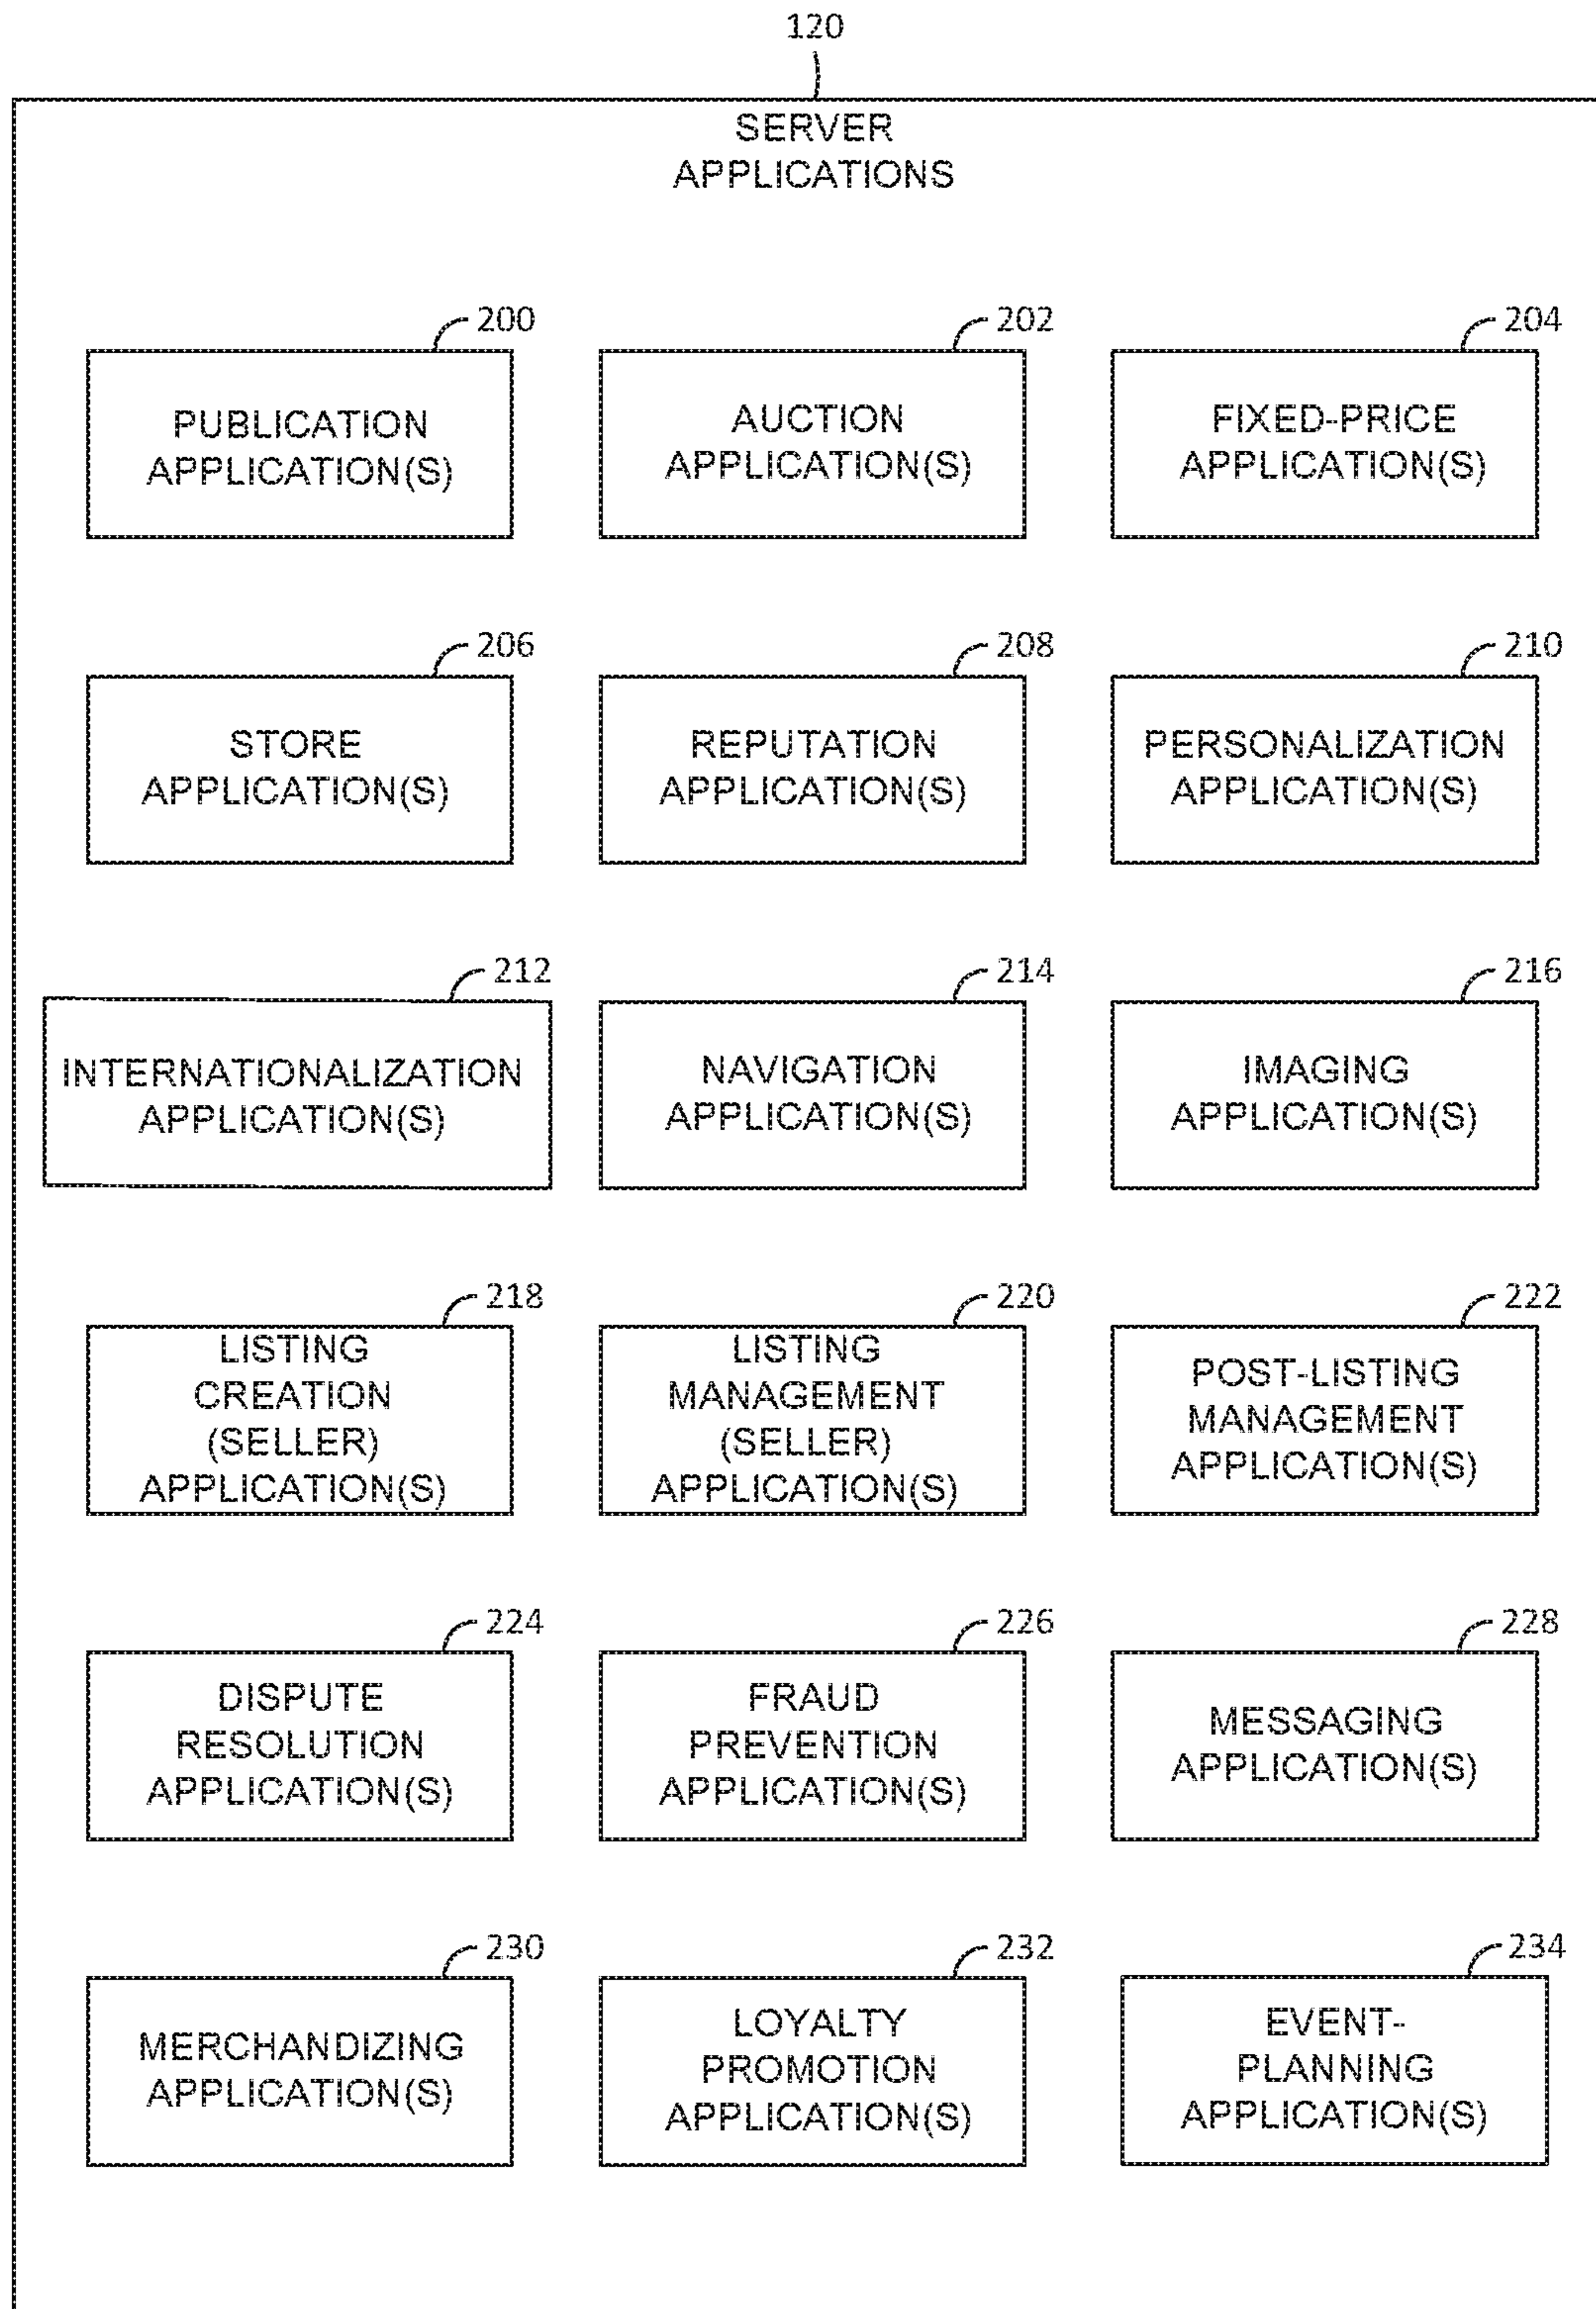 120
SERVER
APPLICATIONS
200
PUBLICATION
APPLICATION(S)
202
AUCTION
APPLICATION(S)
204
FIXED-PRICE
APPLICATION(S)
206
STORE
APPLICATION(S)
208
REPUTATION
APPLICATION(S)
210
PERSONALIZATION
APPLICATION(S)
212
INTERNATIONALIZATION
APPLICATION(S)
214
NAVIGATION
APPLICATION(S)
216
IMAGING
APPLICATION(S)
218
LISTING
CREATION
(SELLER)
APPLICATION(S)
220
LISTING
MANAGEMENT
(SELLER)
APPLICATION(S)
222
POST-LISTING
MANAGEMENT
APPLICATION(S)
224
DISPUTE
RESOLUTION
APPLICATION(S)
226
FRAUD
PREVENTION
APPLICATION(S)
228
MESSAGING
APPLICATION(S)
230
MERCHANDIZING
APPLICATION(S)
232
LOYALTY
PROMOTION
APPLICATION(S)
234
EVENT-
PLANNING
APPLICATION(S)